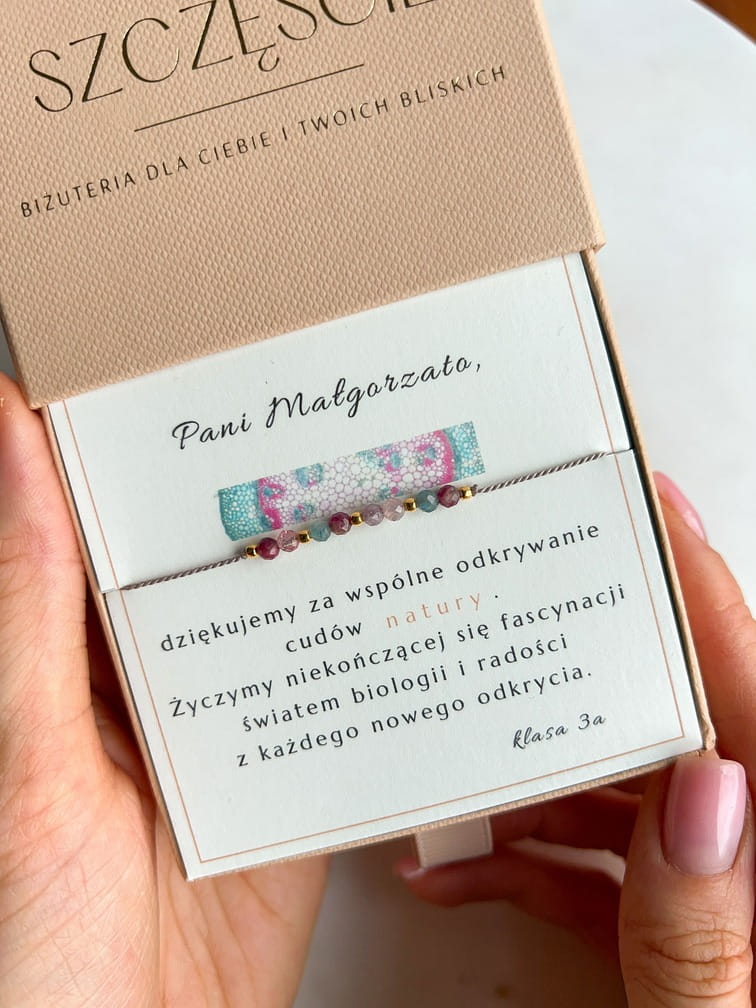 SZCZĘŚCIE
BIŻUTERIA DLA CIEBIE I TWOICH BLISKICH
Pani Małgorzato,
dziękujemy za wspólne odkrywanie
cudów natury.
Życzymy niekończącej się fascynacji
światem biologii i radości
z każdego nowego odkrycia.
klasa 3a